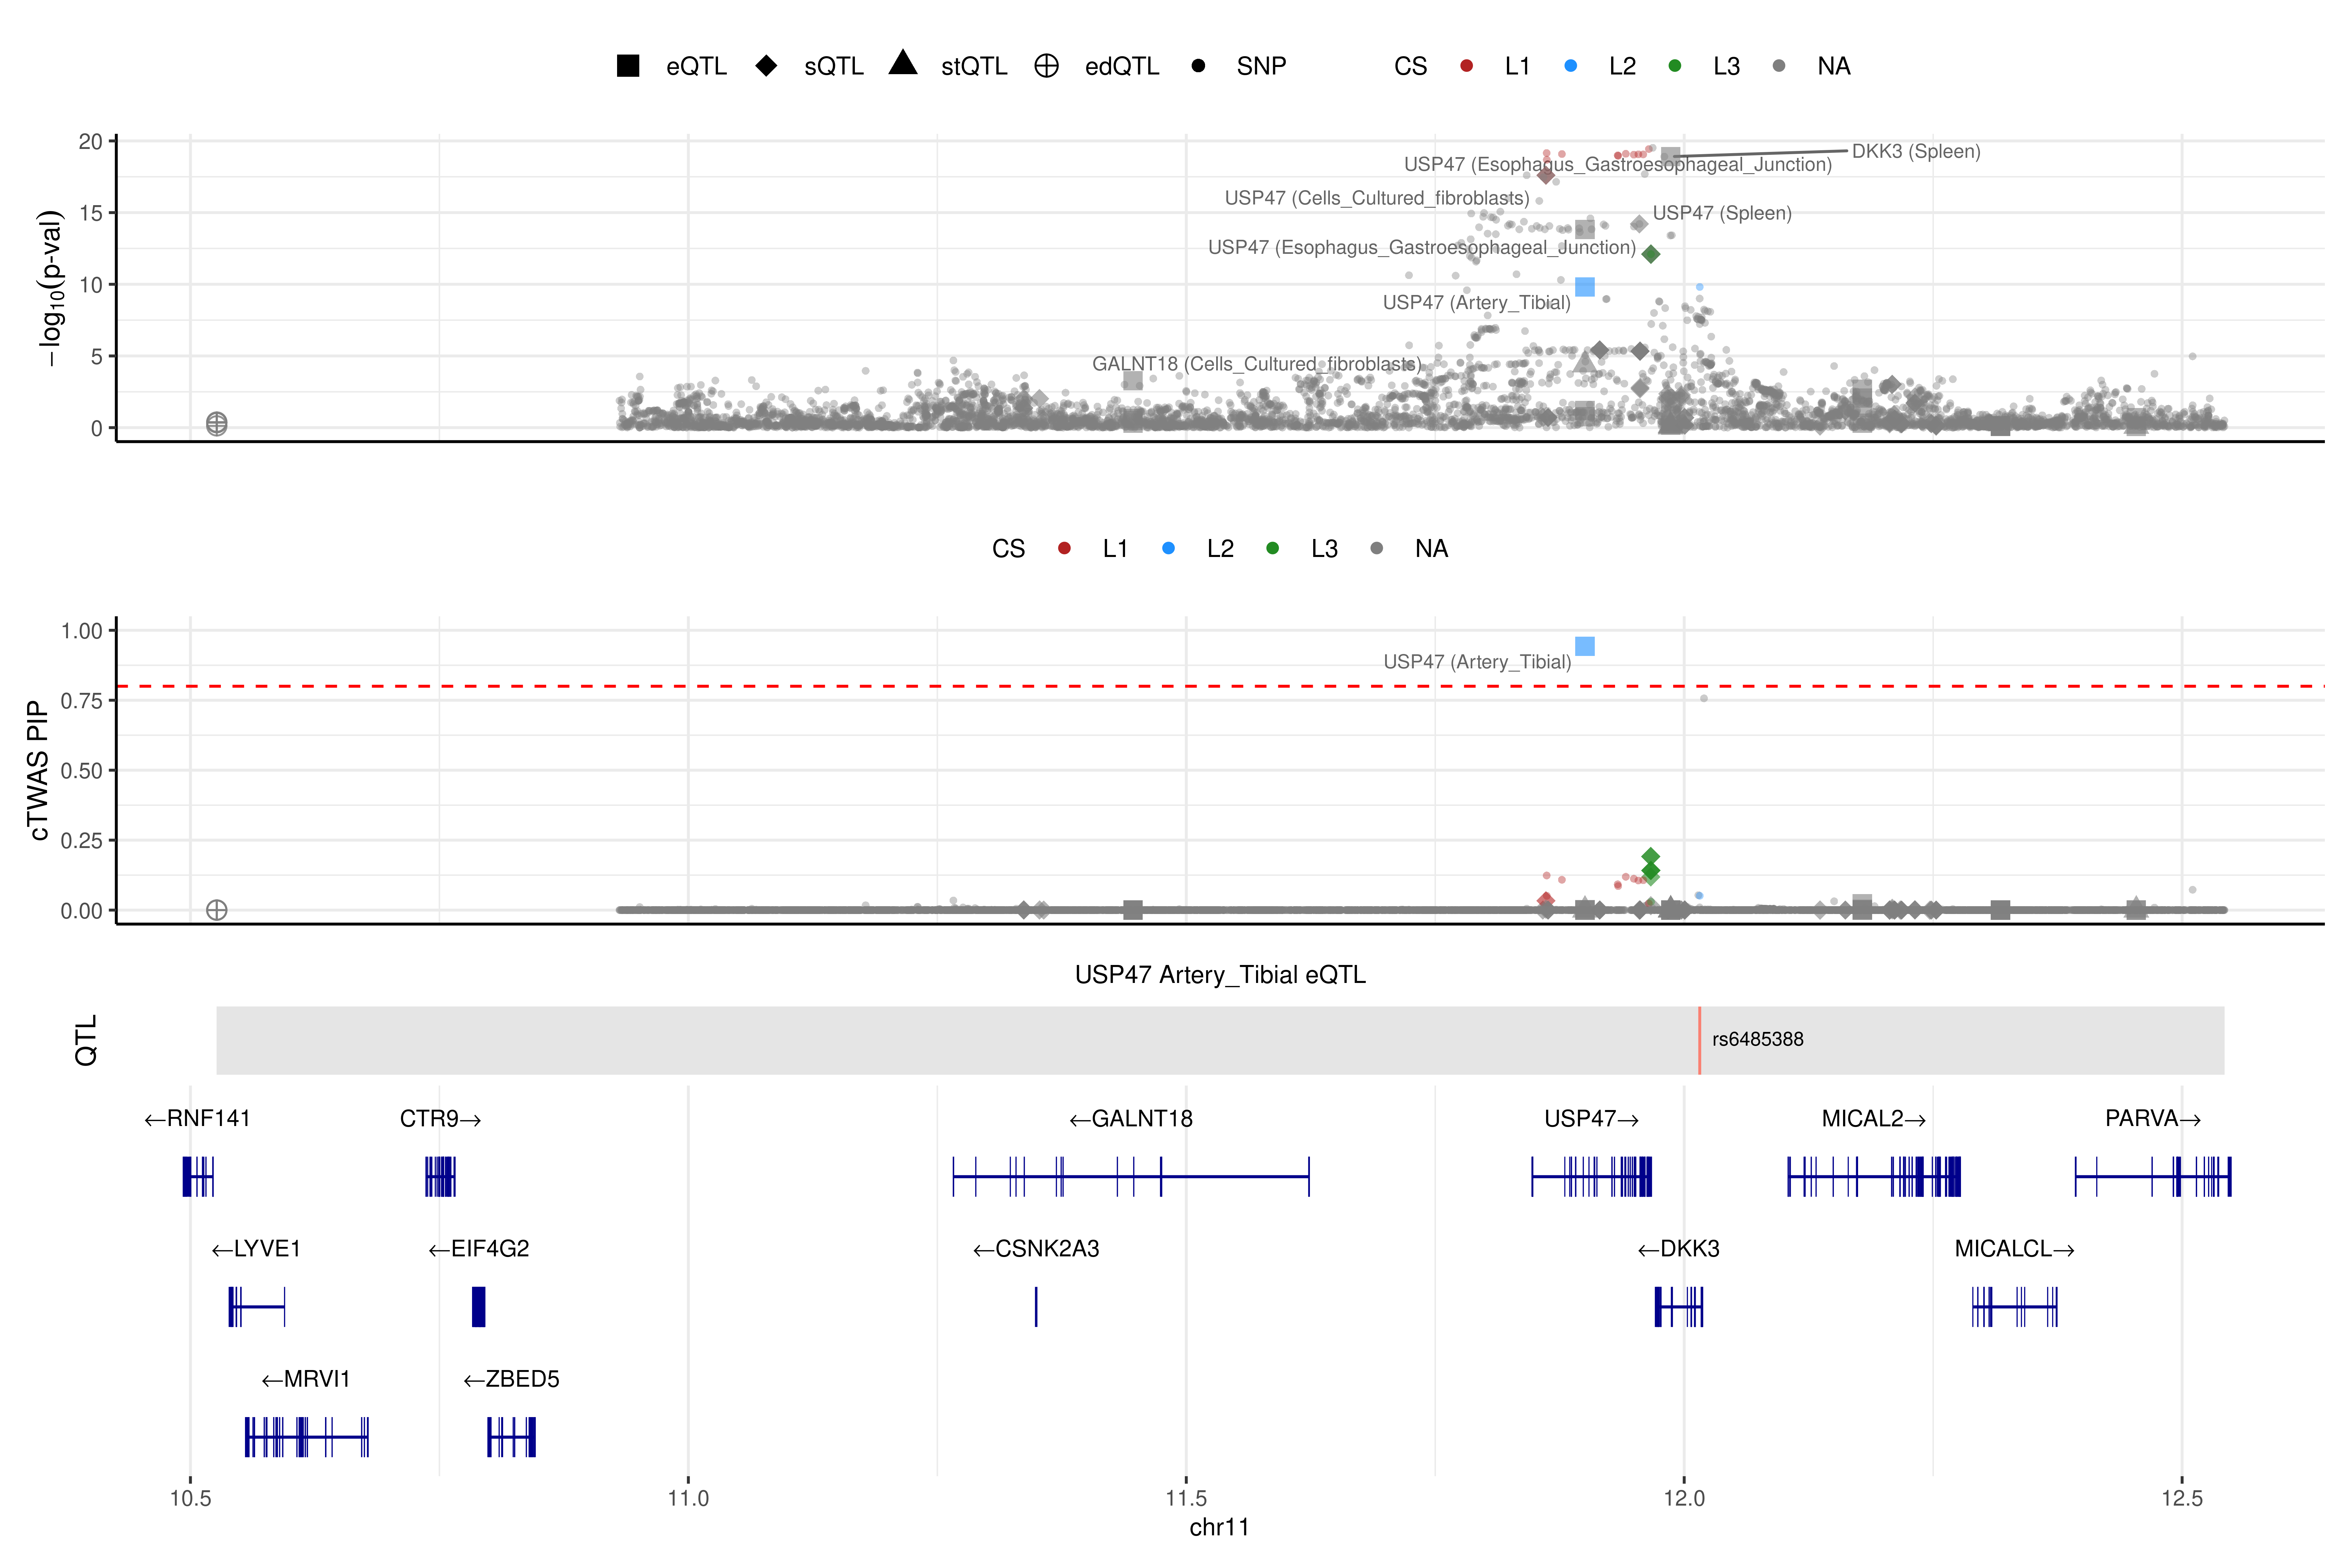 eQTL sQTL stQTL edQTL SNP CS L1 L2 L3 NA
20
15
10
5
0
−log10(p-val)
DKK3 (Spleen)
USP47 (Esophagus_Gastroesophageal_Junction)
USP47 (Cells_Cultured_fibroblasts)
USP47 (Spleen)
USP47 (Esophagus_Gastroesophageal_Junction)
USP47 (Artery_Tibial)
GALNT18 (Cells_Cultured_fibroblasts)
CS L1 L2 L3 NA
1.00
0.75
0.50
0.25
0.00
cTWAS PIP
USP47 (Artery_Tibial)
USP47 Artery_Tibial eQTL
QTL
rs6485388
←RNF141 CTR9→ ←GALNT18 USP47→ MICAL2→ PARVA→
←LYVE1 ←EIF4G2 ←CSNK2A3 ←DKK3 MICALCL→
←MRVI1 ←ZBED5
10.5 11.0 11.5 12.0 12.5
chr11